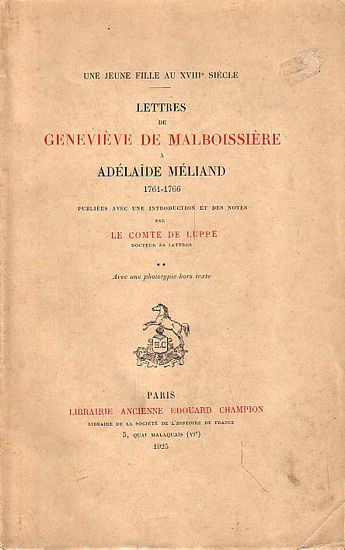 UNE JEUNE FILLE AU XVIIIe SIÈCLE
LETTRES
DE
GENEVIÈVE DE MALBOISSIÈRE
A
ADÉLAÏDE MÉLIAND
1761-1766
PUBLIÉES AVEC UNE INTRODUCTION ET DES NOTES
PAR
LE COMTE DE LUPPÉ
DOCTEUR ÈS LETTRES
**
Avec une phototypie hors texte
H.C
PARIS
LIBRAIRIE ANCIENNE EDOUARD CHAMPION
LIBRAIRE DE LA SOCIÉTÉ DE L'HISTOIRE DE FRANCE
5, QUAI MALAQUAIS (VIe)
1925